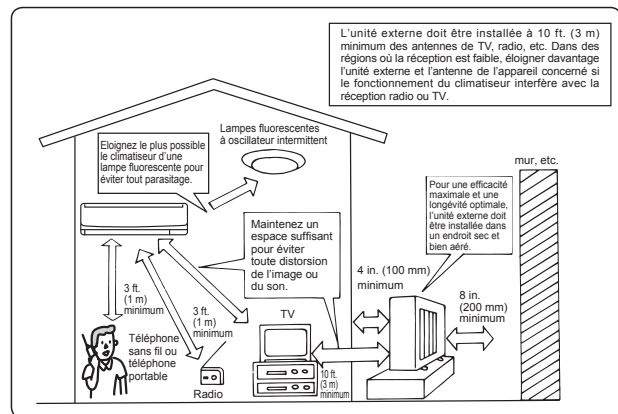 L'unité externe doit être installée à 10 ft. (3 m)
minimum des antennes de TV, radio, etc. Dans des
régions où la réception est faible, éloigner davantage
l'unité externe et l'antenne de l'appareil concerné si
le fonctionnement du climatiseur interfère avec la
réception radio ou TV.
Lampes fluorescentes
à oscillateur intermittent
Eloignez le plus possible
le climatiseur d'une
lampe fluorescente pour
éviter tout parasitage.
mur, etc.
Pour une efficacité
maximale et une
longévité optimale,
l'unité externe doit
être installée dans
un endroit sec et
bien aéré.
Maintenez un
espace suffisant
pour éviter
toute distorsion
de l'image ou
du son.
4 in. (100 mm)
minimum
8 in.
(200 mm)
minimum
3 ft.
(1 m)
minimum
3 ft.
(1 m)
minimum
TV
Téléphone
sans fil ou
téléphone
portable
Radio
10 ft.
(3 m)
minimum